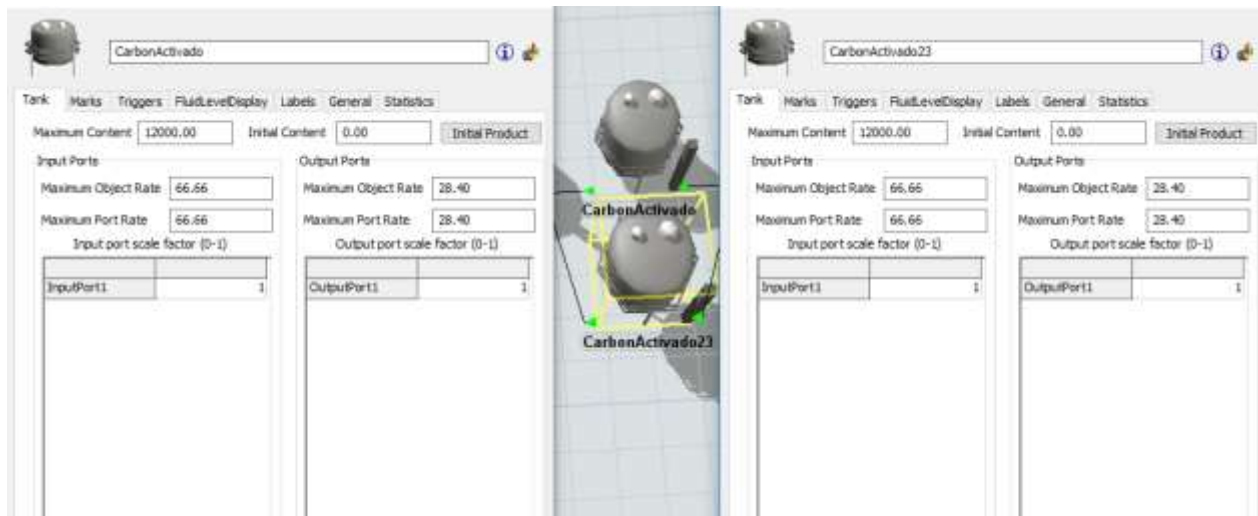 CarbonActivado
Tank Marks Triggers FluidLevelDisplay Labels General Statistics
Maximum Content 12000.00 Initial Content 0.00 Initial Product
Input Ports
Maximum Object Rate 66.66
Maximum Port Rate 66.66
Input port scale factor (0-1)
InputPort1 1
Output Ports
Maximum Object Rate 28.40
Maximum Port Rate 28.40
Output port scale factor (0-1)
OutputPort1 1
CarbonActivado
CarbonActivado23
CarbonActivado23
Tank Marks Triggers FluidLevelDisplay Labels General Statistics
Maximum Content 12000.00 Initial Content 0.00 Initial Product
Input Ports
Maximum Object Rate 66.66
Maximum Port Rate 66.66
Input port scale factor (0-1)
InputPort1 1
Output Ports
Maximum Object Rate 28.40
Maximum Port Rate 28.40
Output port scale factor (0-1)
OutputPort1 1